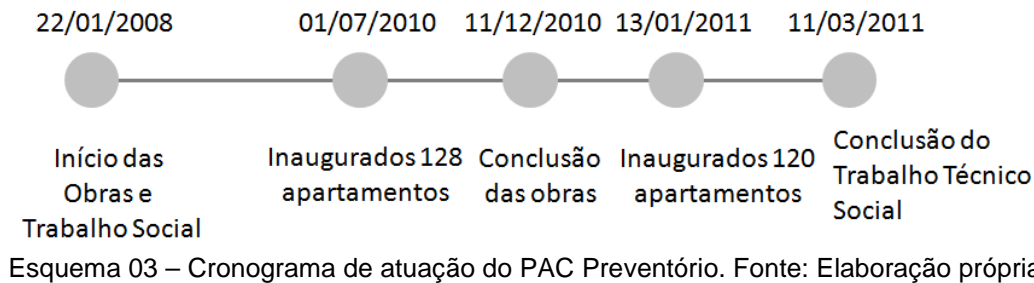 22/01/2008
01/07/2010
11/12/2010
13/01/2011
11/03/2011
Início das
Obras e
Trabalho Social
Inaugurados 128
apartamentos
Conclusão
das obras
Inaugurados 120
apartamentos
Conclusão do
Trabalho Técnico
Social
Esquema 03 – Cronograma de atuação do PAC Preventório. Fonte: Elaboração própria